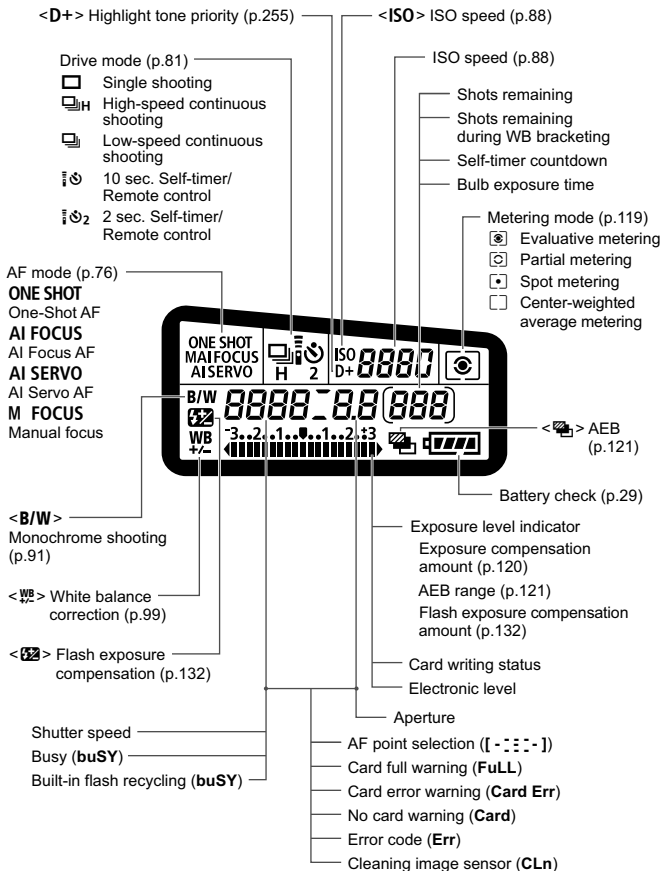 <D+> Highlight tone priority (p.255)
<ISO> ISO speed (p.88)
Drive mode (p.81)
Single shooting
H High-speed continuous
shooting
Low-speed continuous
shooting
10 sec. Self-timer/
Remote control
2 2 sec. Self-timer/
Remote control
ISO speed (p.88)
Shots remaining
Shots remaining
during WB bracketing
Self-timer countdown
Bulb exposure time
Metering mode (p.119)
Evaluative metering
Partial metering
Spot metering
Center-weighted
average metering
AF mode (p.76)
ONE SHOT
One-Shot AF
AI FOCUS
AI Focus AF
AI SERVO
AI Servo AF
M FOCUS
Manual focus
ONE SHOT
MAIFOCUS
AISERVO
H 2
ISO
D+ 8888
B/W 8888 8.8 (888)
WB
+/-
-3..2..1..0..1..2..+3
<B/W>
Monochrome shooting
(p.91)
<WB +/-> White balance
correction (p.99)
< > Flash exposure
compensation (p.132)
< > AEB
(p.121)
Battery check (p.29)
Exposure level indicator
Exposure compensation
amount (p.120)
AEB range (p.121)
Flash exposure compensation
amount (p.132)
Card writing status
Electronic level
Aperture
Shutter speed
Busy (buSY)
Built-in flash recycling (buSY)
AF point selection ([ - - ])
Card full warning (FuLL)
Card error warning (Card Err)
No card warning (Card)
Error code (Err)
Cleaning image sensor (CLn)